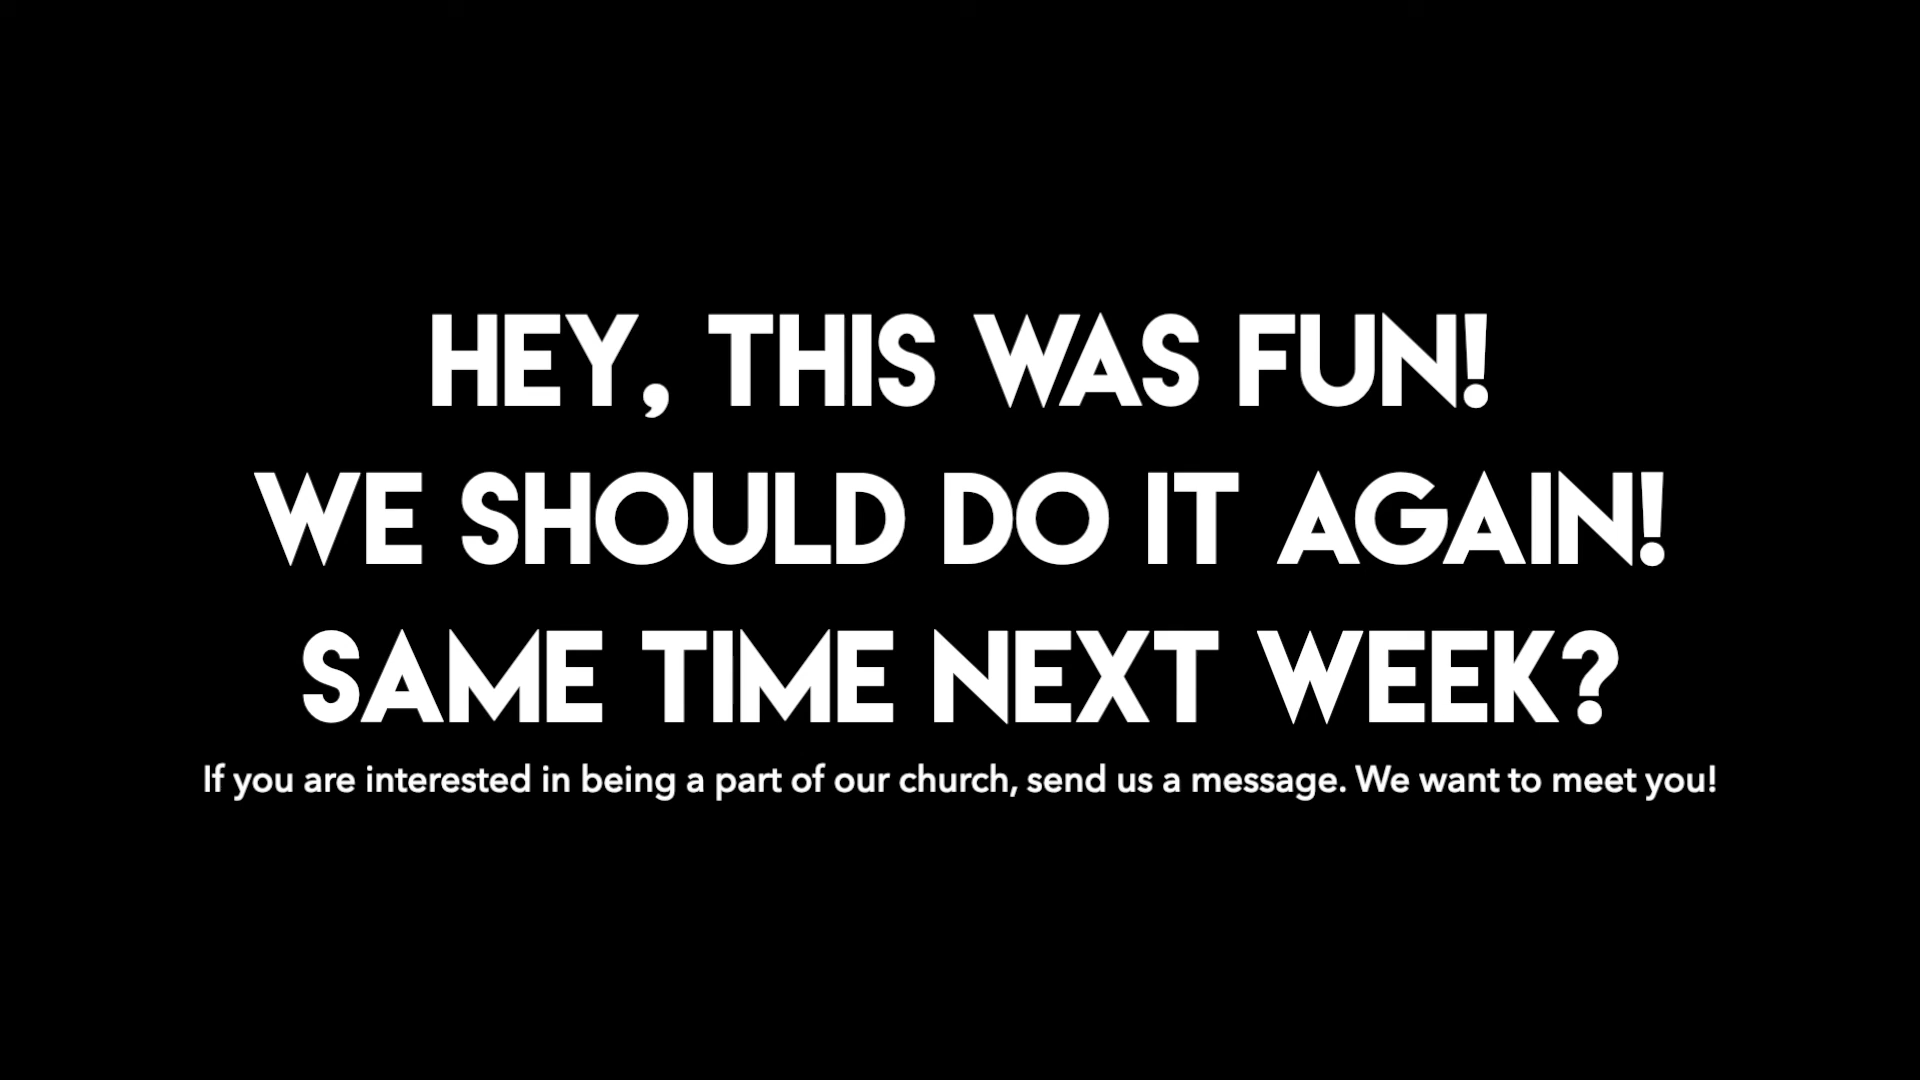 HEY, THIS WAS FUN!
WE SHOULD DO IT AGAIN!
SAME TIME NEXT WEEK?
If you are interested in being a part of our church, send us a message. We want to meet you!